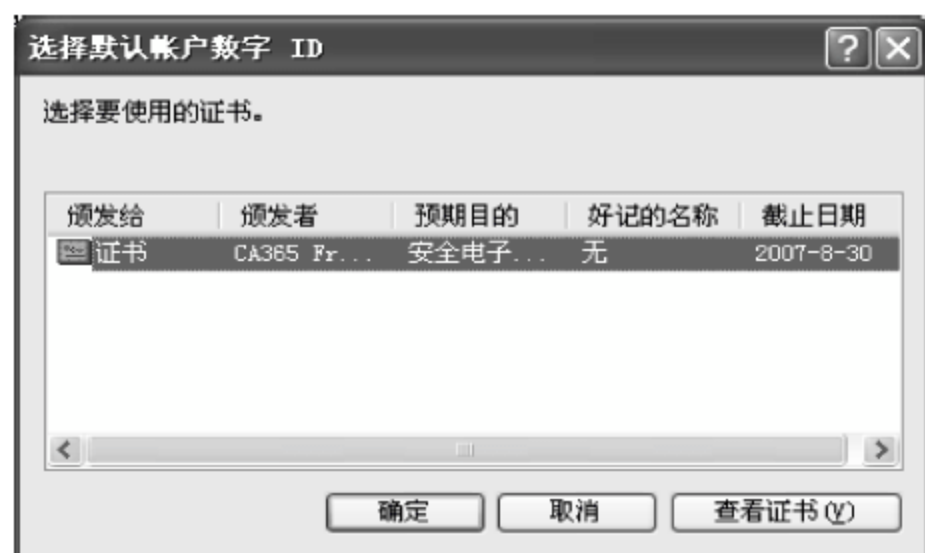 选择默认帐户数字 ID
选择要使用的证书。
颁发给 颁发者 预期目的 好记的名称 截止日期
证书 CA365 Fr... 安全电子... 无 2007-8-30
确定 取消 查看证书(V)